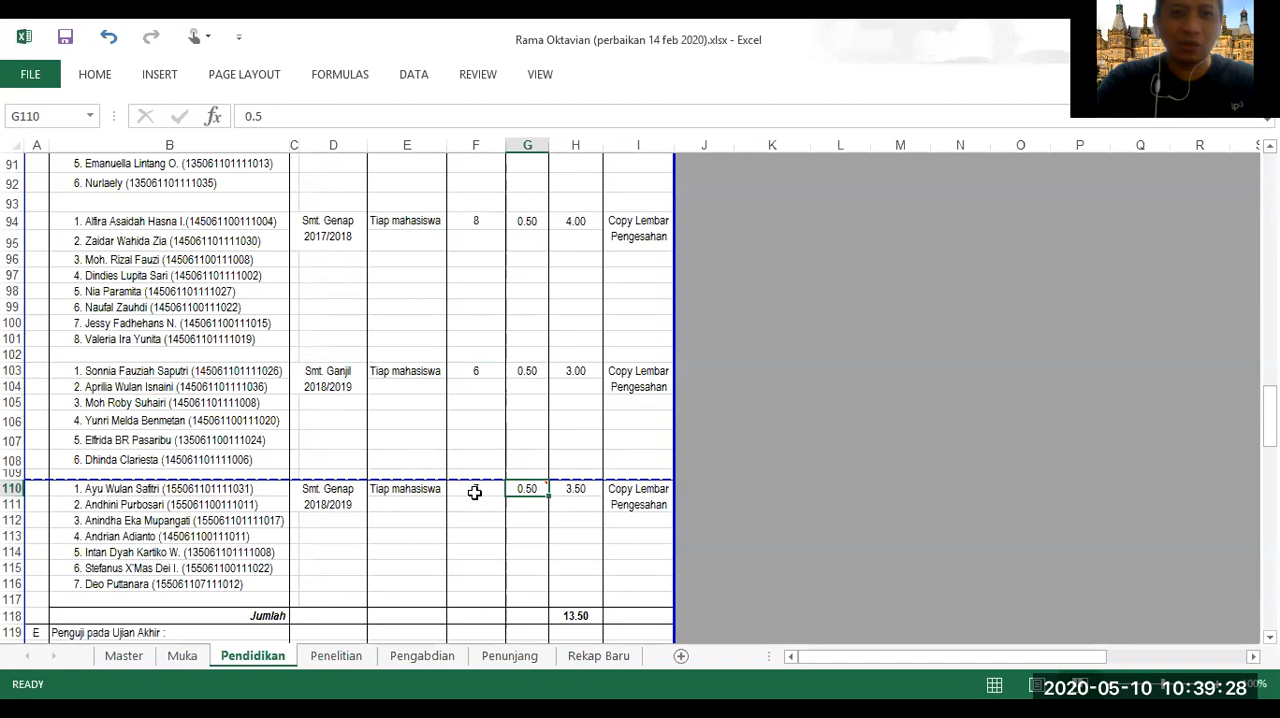 Rama Oktavian (perbaikan 14 feb 2020).xlsx - Excel
FILE HOME INSERT PAGE LAYOUT FORMULAS DATA REVIEW VIEW
G110 fx 0.5
A B C D E F G H I J K L M N O P Q R S
91 5. Emanuella Lintang O. (135061101111013)
92 6. Nurlaely (135061101111035)
93
94 1. Alfira Asaidah Hasna I.(145061100111004) Smt. Genap Tiap mahasiswa 8 0.50 4.00 Copy Lembar
95 2. Zaidar Wahida Zia (145061101111030) 2017/2018 Pengesahan
96 3. Moh. Rizal Fauzi (145061100111008)
97 4. Dindies Lupita Sari (145061101111002)
98 5. Nia Paramita (145061101111027)
99 6. Naufal Zauhdi (145061100111022)
100 7. Jessy Fadhehans N. (145061100111015)
101 8. Valeria Ira Yunita (145061101111019)
102
103 1. Sonnia Fauziah Saputri (145061101111026) Smt. Ganjil Tiap mahasiswa 6 0.50 3.00 Copy Lembar
104 2. Aprilia Wulan Isnaini (145061101111036) 2018/2019 Pengesahan
105 3. Moh Roby Suhairi (145061101111008)
106 4. Yunri Melda Benmetan (145061100111020)
107 5. Elfrida BR Pasaribu (135061100111024)
108 6. Dhinda Clariesta (145061101111006)
109
110 1. Ayu Wulan Safitri (155061101111031) Smt. Genap Tiap mahasiswa 0.50 3.50 Copy Lembar
111 2. Andhini Purbosari (155061100111011) 2018/2019 Pengesahan
112 3. Anindha Eka Mupangati (155061101111017)
113 4. Andrian Adianto (145061100111011)
114 5. Intan Dyah Kartiko W. (135061101111008)
115 6. Stefanus X'Mas Dei I. (155061100111022)
116 7. Deo Puttanara (155061107111012)
117
118 Jumlah 13.50
119 E Penguji pada Ujian Akhir :
Master Muka Pendidikan Penelitian Pengabdian Penunjang Rekap Baru
READY
2020-05-10 10:39:28